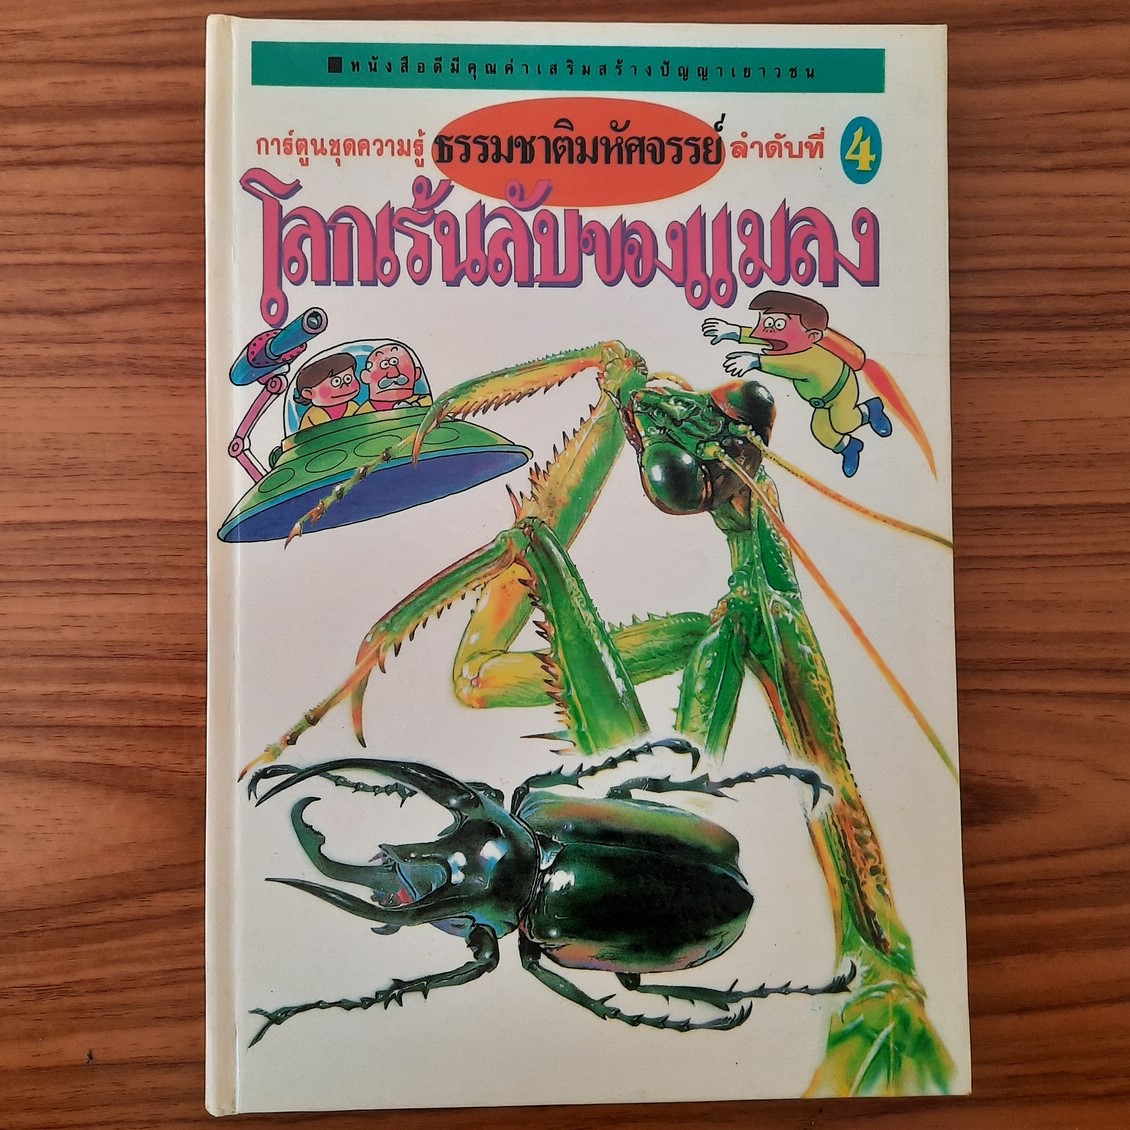 ■หนังสือดีมีคุณค่าเสริมสร้างปัญญาเยาวชน
การ์ตูนชุดความรู้ ธรรมชาติมหัศจรรย์ ลำดับที่ 4
โลกเร้นลับของแมลง